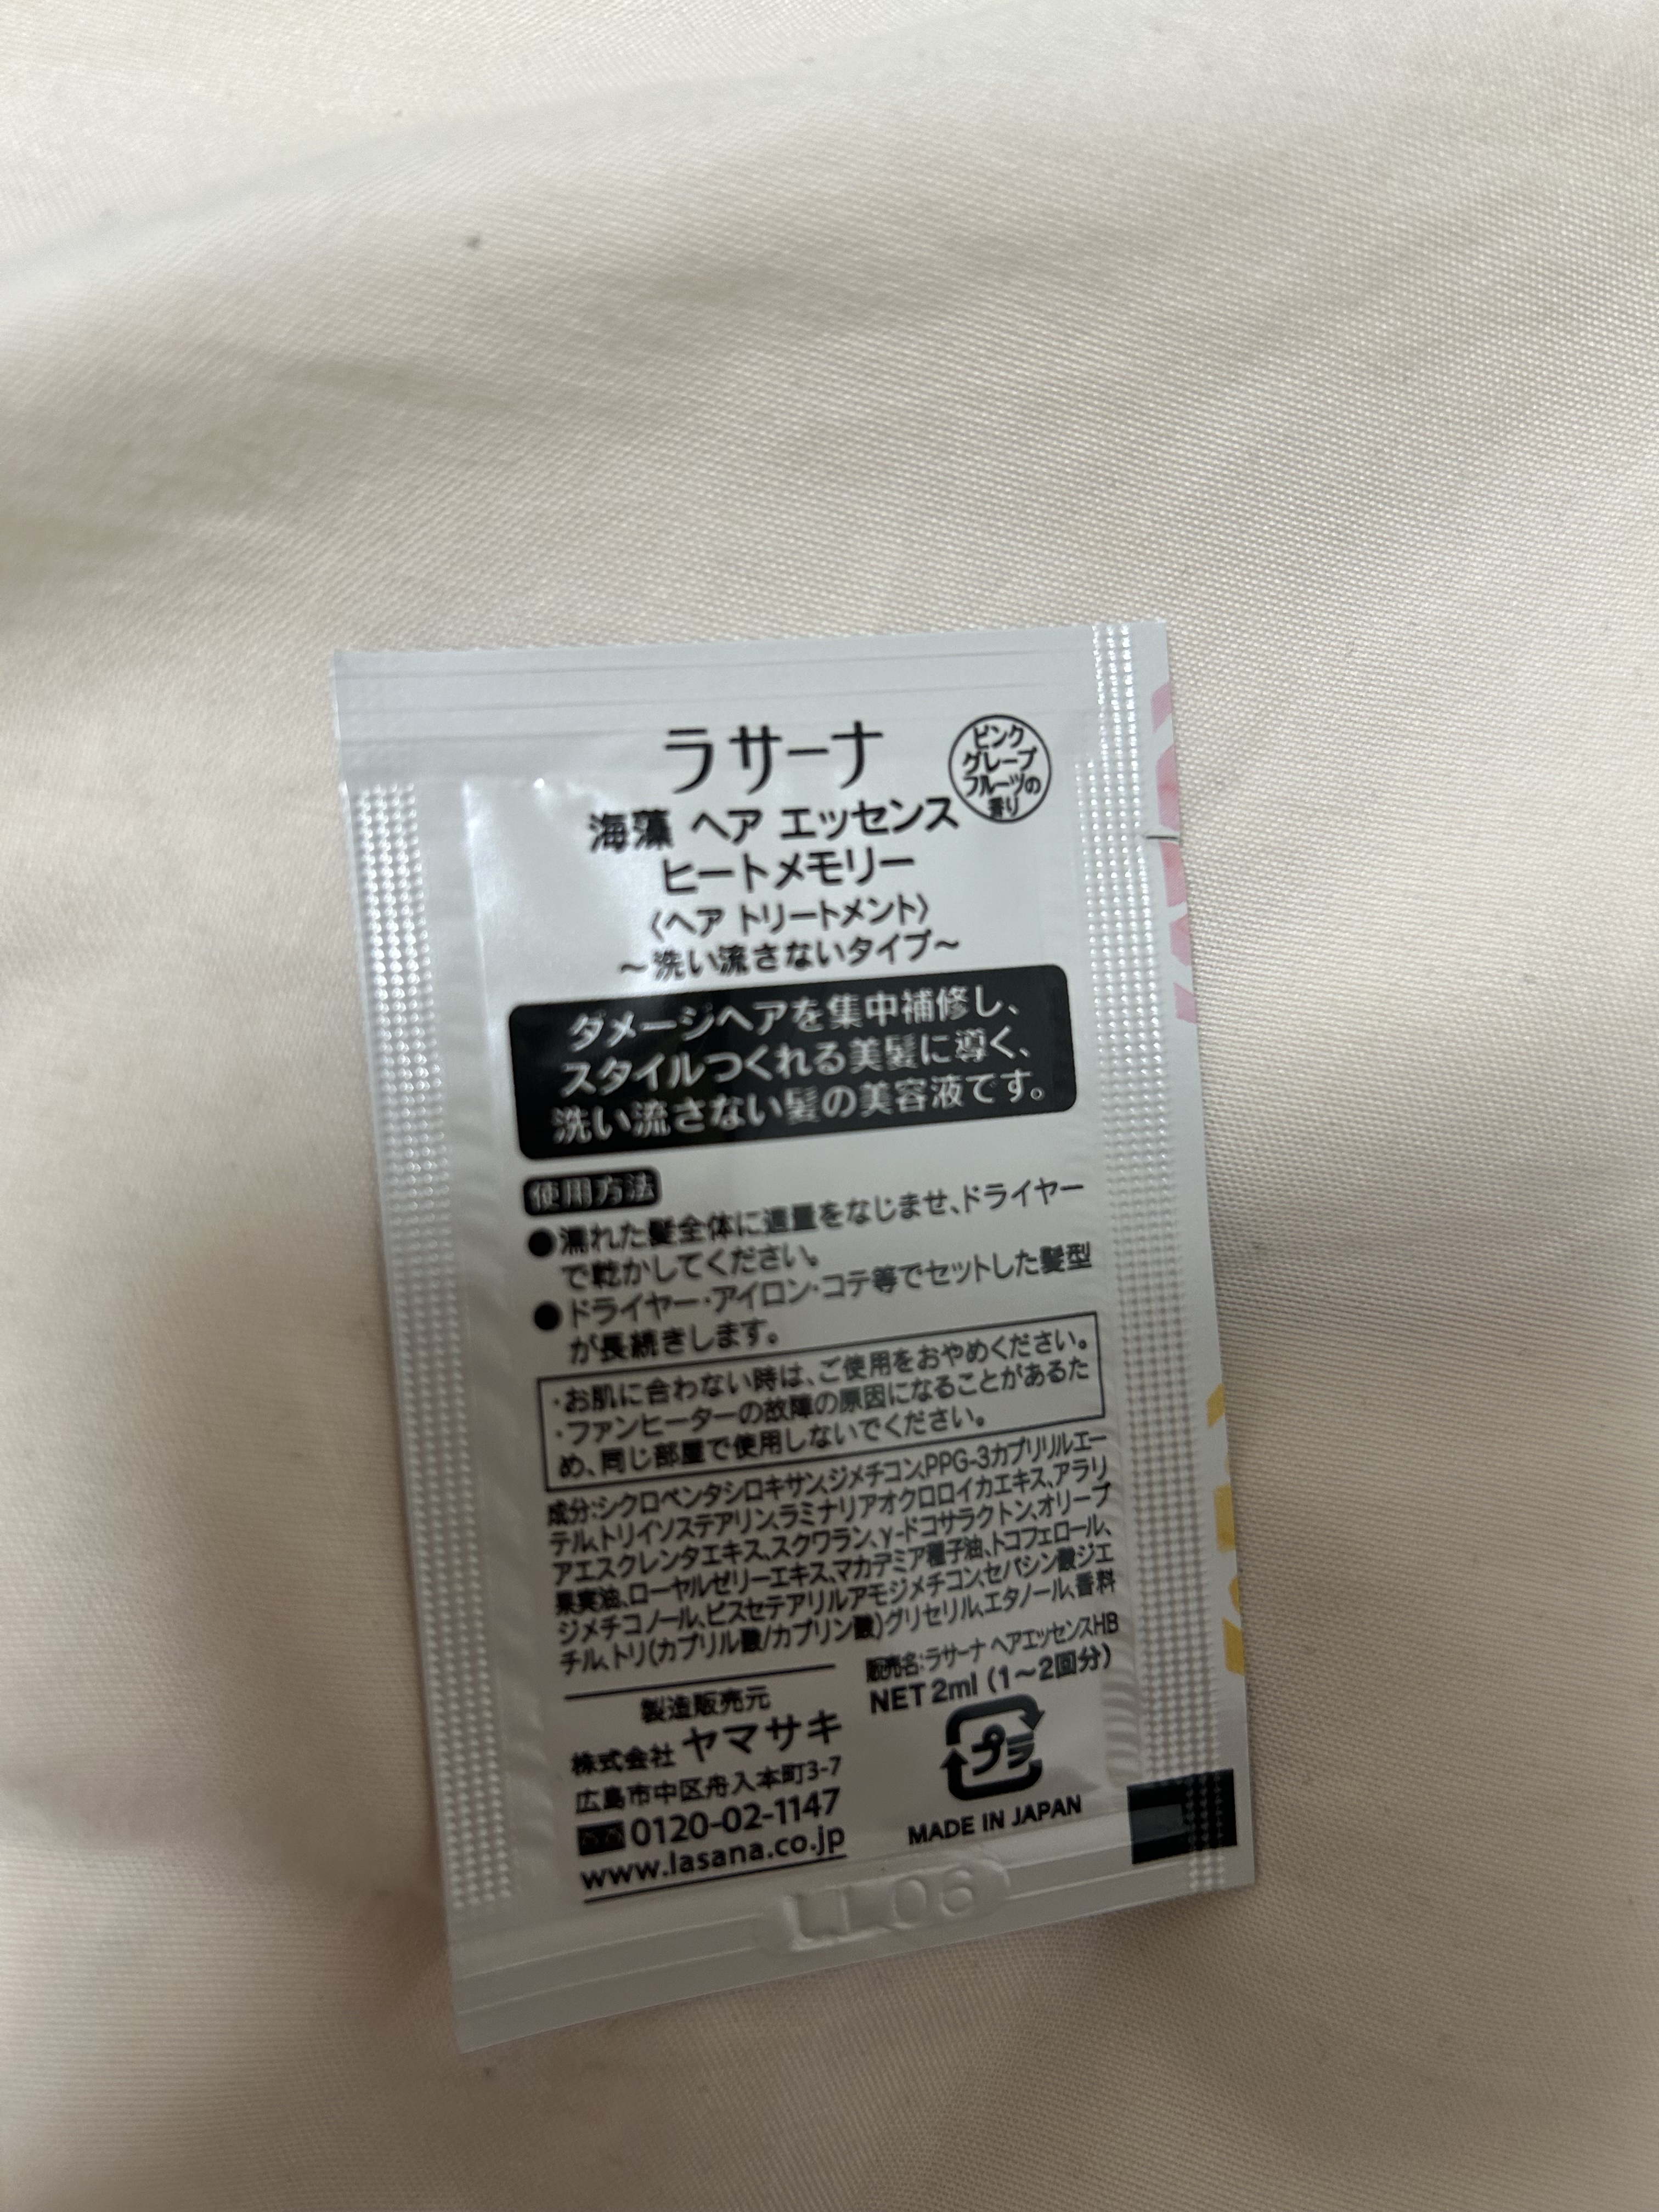 ラサーナ
ピンク
グレープ
フルーツの
香り
海藻 ヘア エッセンス
ヒートメモリー
〈ヘア トリートメント〉
～洗い流さないタイプ～
ダメージヘアを集中補修し、
スタイルつくれる美髪に導く、
洗い流さない髪の美容液です。
使用方法
●濡れた髪全体に適量をなじませ、ドライヤー
で乾かしてください。
●ドライヤー・アイロン・コテ等でセットした髪型
が長続きします。
・お肌に合わない時は、ご使用をおやめください。
・ファンヒーターの故障の原因になることがあるた
め、同じ部屋で使用しないでください。
成分:シクロペンタシロキサン、ジメチコン、PPG-3カプリリルエー
テル、トリイソステアリン、ラミナリアオクロロイカエキス、アラリ
アエスクレンタエキス、スクワラン、γ-ドコサラクトン、オリーブ
果実油、ローヤルゼリーエキス、マカデミア種子油、トコフェロール、
ジメチコノール、ビスセテアリルアモジメチコン、セバシン酸ジエ
チル、トリ(カプリル酸/カプリン酸)グリセリル、エタノール、香料
販売名:ラサーナ ヘアエッセンスHB
NET 2ml (1～2回分)
製造販売元
株式会社 ヤマサキ
広島市中区舟入本町3-7
0120-02-1147
www.lasana.co.jp
プラ
MADE IN JAPAN
LL06